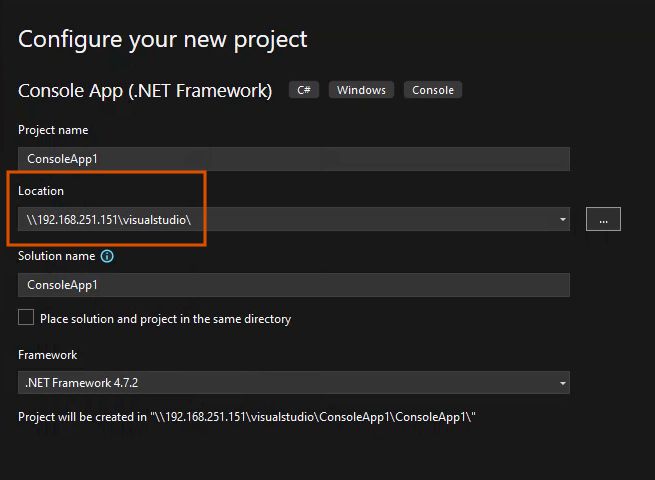 Configure your new project
Console App (.NET Framework) C# Windows Console
Project name
ConsoleApp1
Location
\\192.168.251.151\visualstudio\
...
Solution name
ConsoleApp1
Place solution and project in the same directory
Framework
.NET Framework 4.7.2
Project will be created in "\\192.168.251.151\visualstudio\ConsoleApp1\ConsoleApp1\"